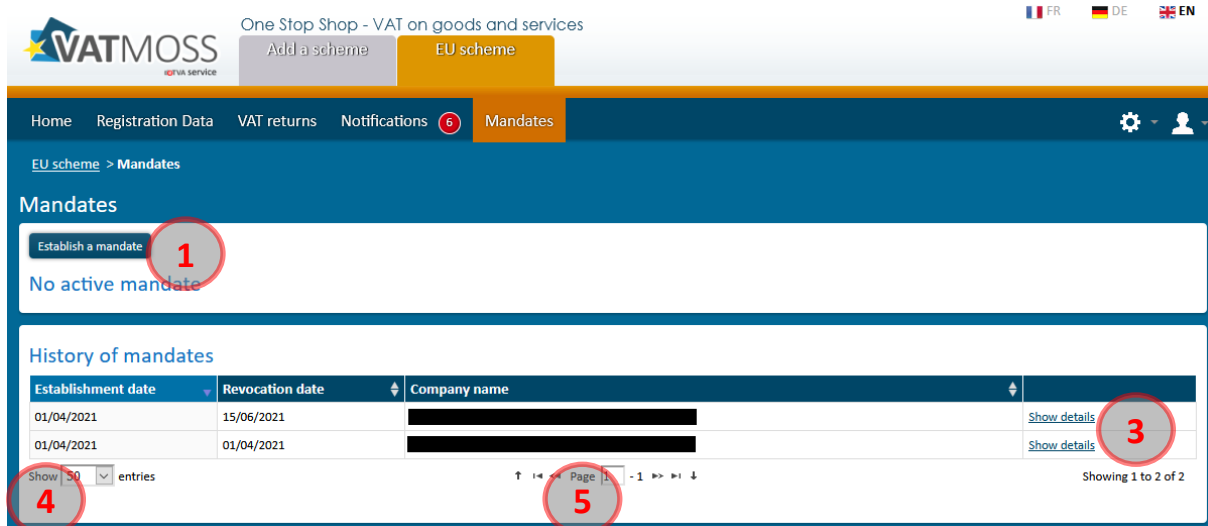 One Stop Shop - VAT on goods and services
FR DE EN
VATMOSS
eTVA service
Add a scheme EU scheme
Home Registration Data VAT returns Notifications 6 Mandates
EU scheme > Mandates
Mandates
Establish a mandate 1
No active mandate
History of mandates
Establishment date Revocation date Company name
01/04/2021 15/06/2021 Show details
3
01/04/2021 01/04/2021 Show details
Show 50 entries Page 1 - 1 Showing 1 to 2 of 2
4 5